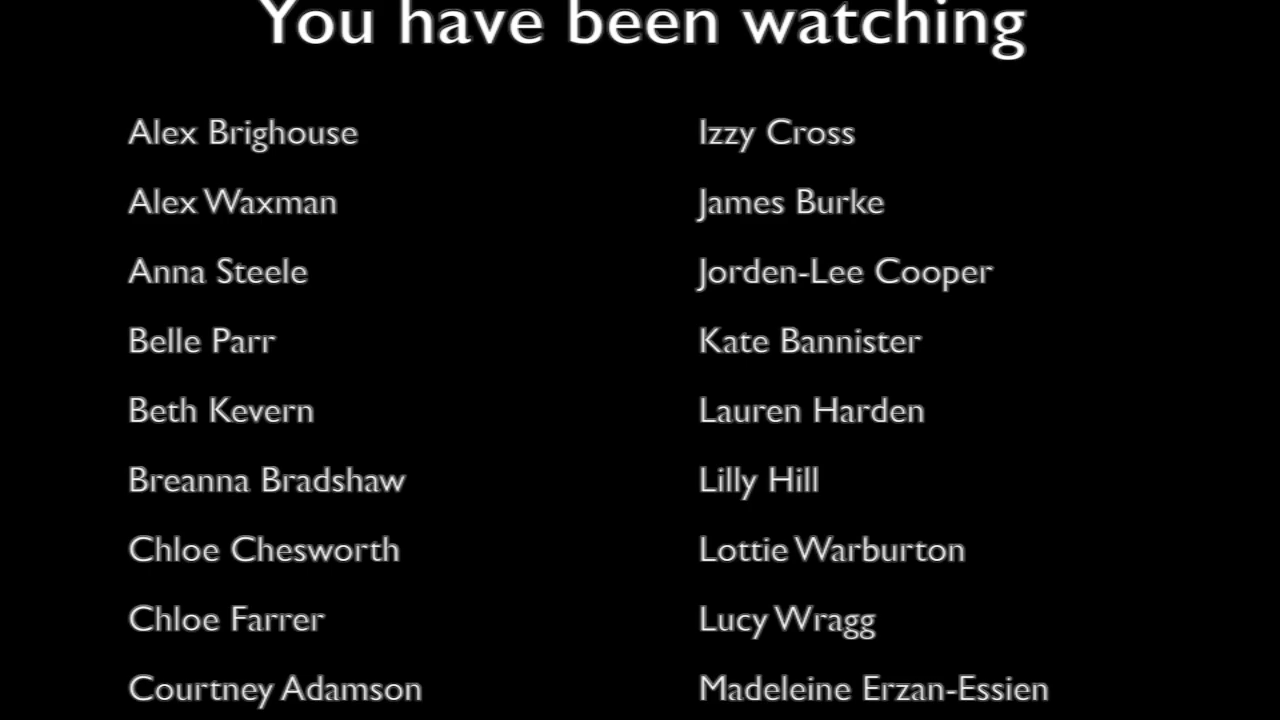 You have been watching
Alex Brighouse
Alex Waxman
Anna Steele
Belle Parr
Beth Kevern
Breanna Bradshaw
Chloe Chesworth
Chloe Farrer
Courtney Adamson
Izzy Cross
James Burke
Jorden-Lee Cooper
Kate Bannister
Lauren Harden
Lilly Hill
Lottie Warburton
Lucy Wragg
Madeleine Erzan-Essien